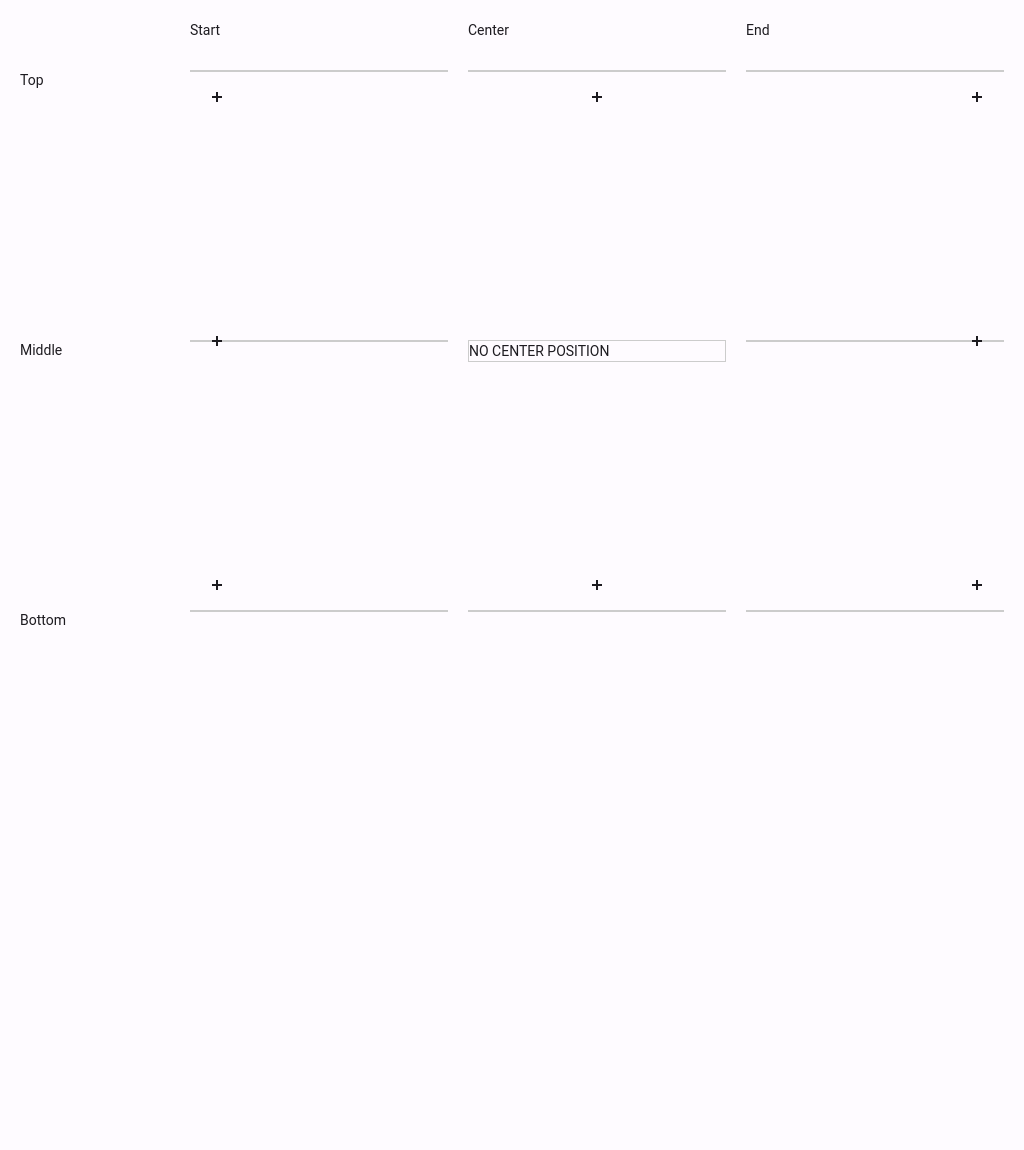 Start Center End
Top
+ + +
Middle
+ NO CENTER POSITION +
+ + +
Bottom